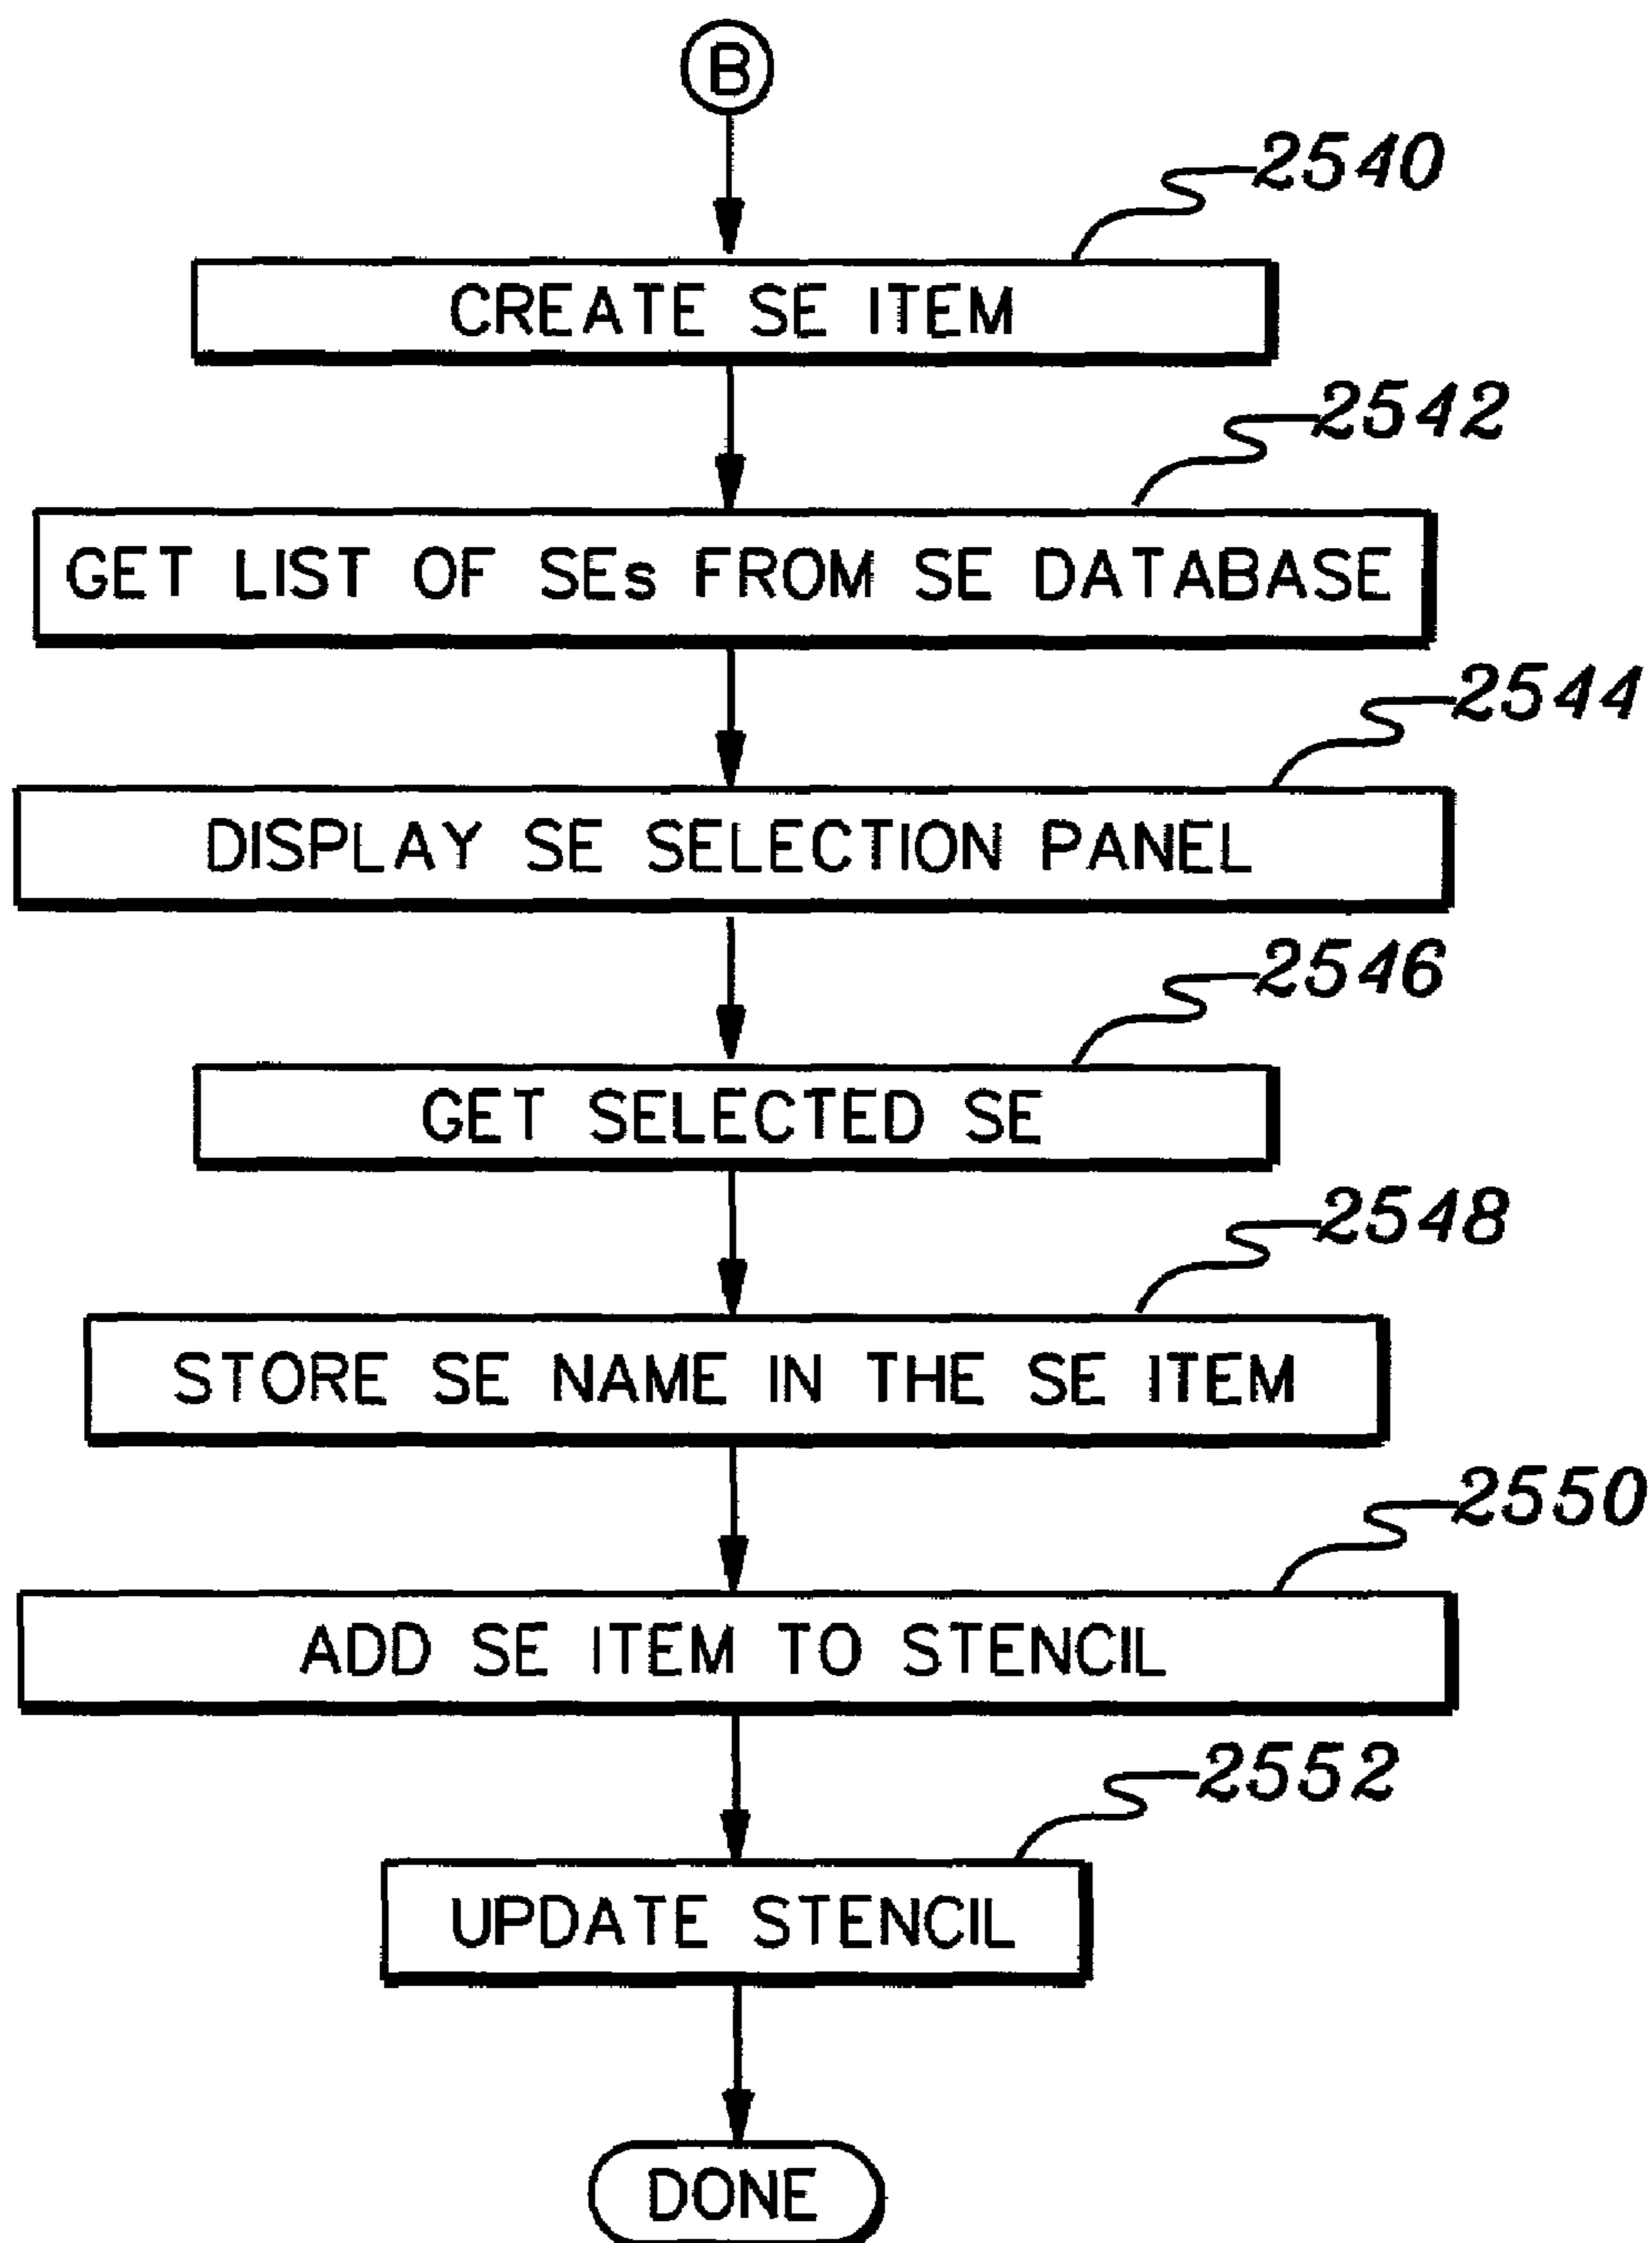 B
2540
CREATE SE ITEM
2542
GET LIST OF SEs FROM SE DATABASE
2544
DISPLAY SE SELECTION PANEL
2546
GET SELECTED SE
2548
STORE SE NAME IN THE SE ITEM
2550
ADD SE ITEM TO STENCIL
2552
UPDATE STENCIL
DONE